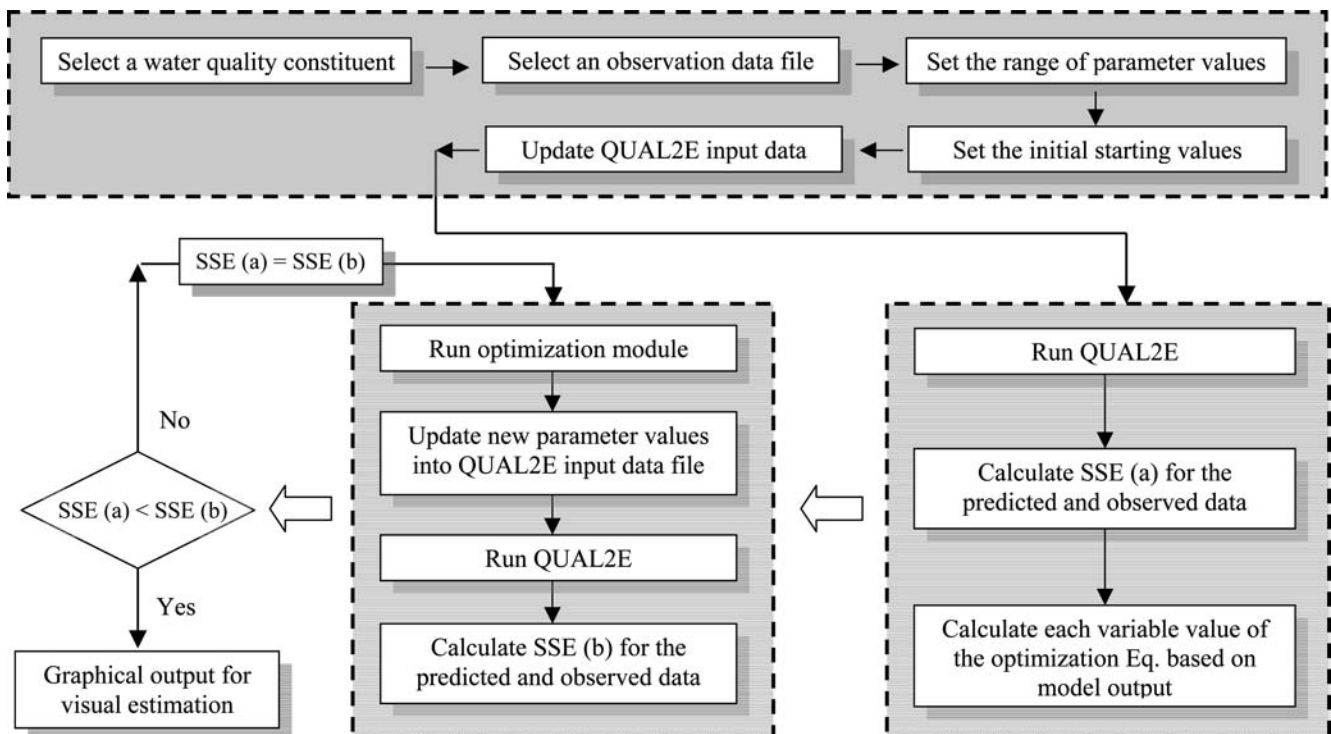 Select a water quality constituent
Select an observation data file
Set the range of parameter values
Set the initial starting values
Update QUAL2E input data
Run QUAL2E
Calculate SSE (a) for the
predicted and observed data
Calculate each variable value of
the optimization Eq. based on
model output
Run optimization module
Update new parameter values
into QUAL2E input data file
Run QUAL2E
Calculate SSE (b) for the
predicted and observed data
SSE (a) < SSE (b)
No
SSE (a) = SSE (b)
Yes
Graphical output for
visual estimation